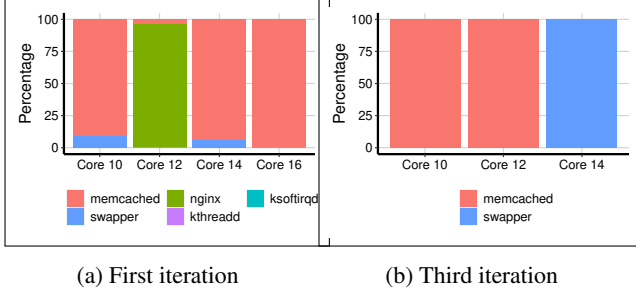 Percentage
100
75
50
25
0
Core 10 Core 12 Core 14 Core 16
memcached nginx ksoftirqd
swapper kthreadd
(a) First iteration
Percentage
100
75
50
25
0
Core 10 Core 12 Core 14
memcached
swapper
(b) Third iteration